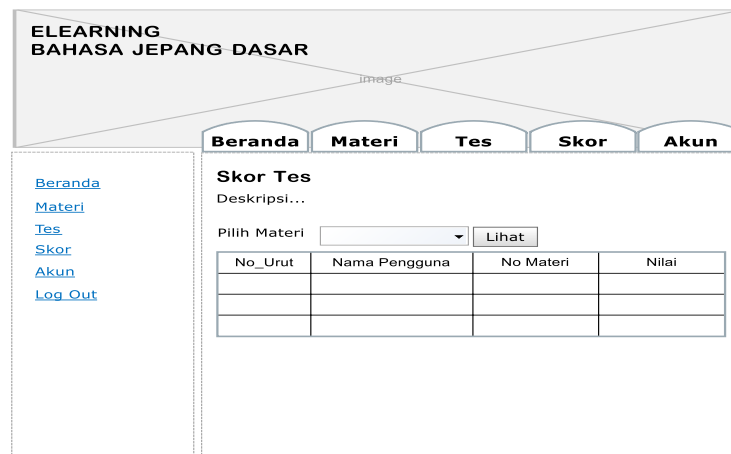 ELEARNING
BAHASA JEPANG DASAR
image
Beranda Materi Tes Skor Akun
Beranda
Materi
Tes
Skor
Akun
Log Out
Skor Tes
Deskripsi...
Pilih Materi Lihat
No_Urut Nama Pengguna No Materi Nilai